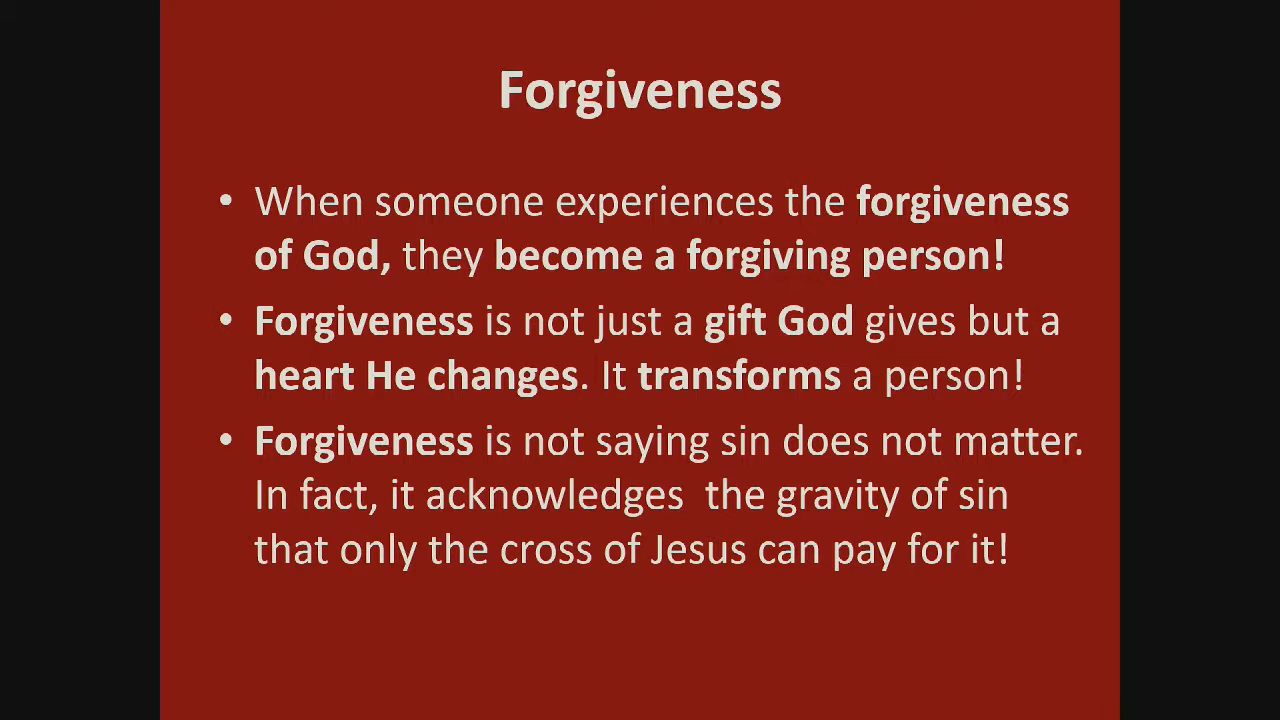 Forgiveness
• When someone experiences the forgiveness
of God, they become a forgiving person!
• Forgiveness is not just a gift God gives but a
heart He changes. It transforms a person!
• Forgiveness is not saying sin does not matter.
In fact, it acknowledges  the gravity of sin
that only the cross of Jesus can pay for it!